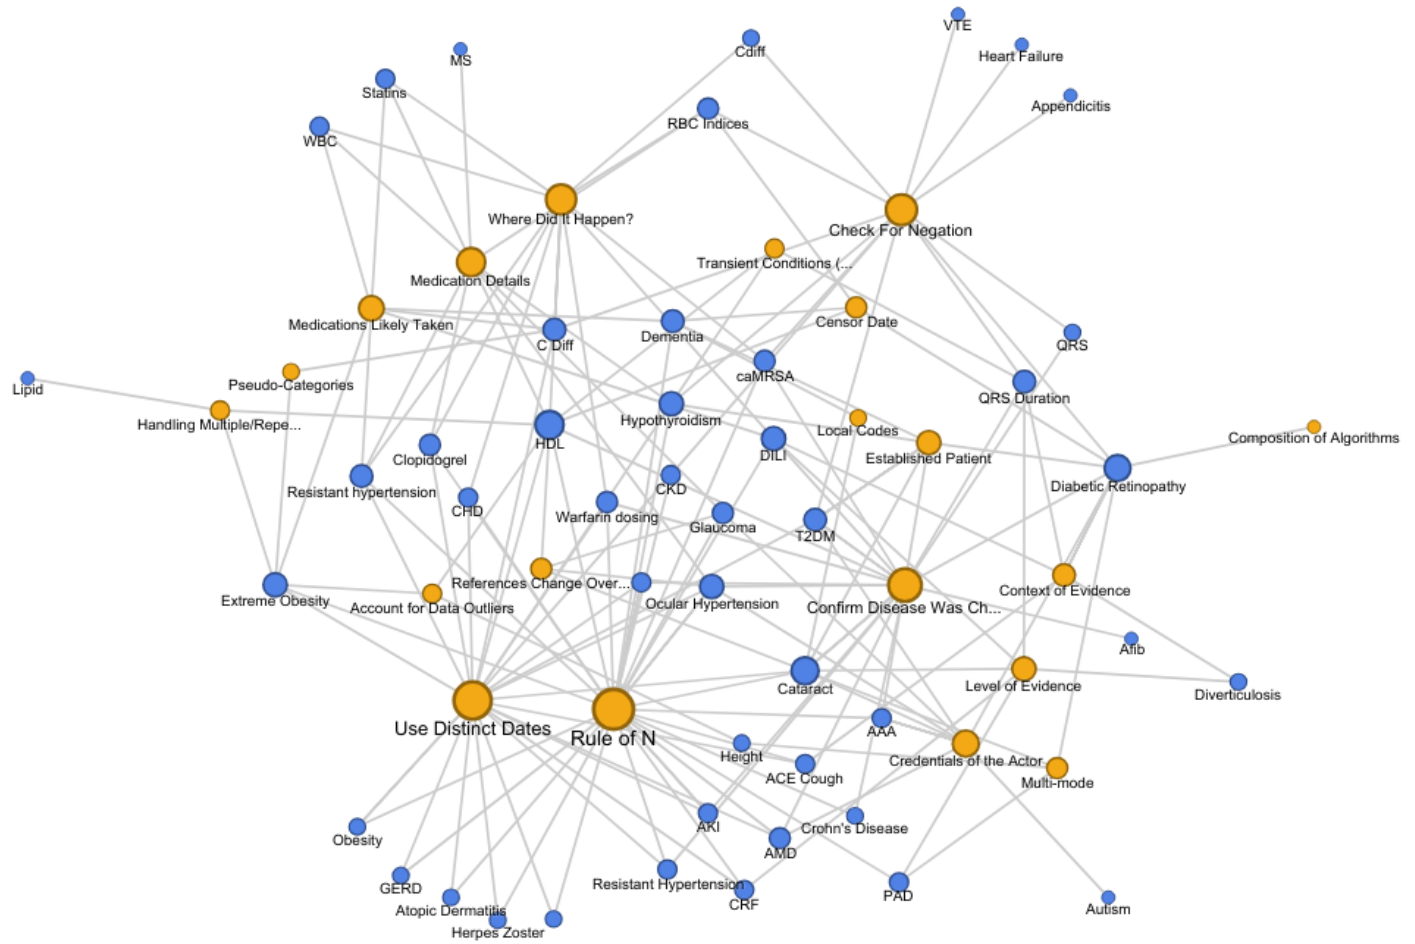 VTE
MS
Cdiff
Heart Failure
Statins
Appendicitis
RBC Indices
WBC
Where Did It Happen?
Check For Negation
Transient Conditions (...
Medication Details
Medications Likely Taken
Censor Date
Dementia
C Diff
QRS
caMRSA
Pseudo-Categories
Lipid
QRS Duration
Hypothyroidism
Handling Multiple/Repe...
Local Codes
Composition of Algorithms
HDL
DILI
Clopidogrel
Established Patient
Diabetic Retinopathy
Resistant hypertension
CKD
CHD
Warfarin dosing
Glaucoma
T2DM
References Change Over...
Context of Evidence
Extreme Obesity
Ocular Hypertension
Account for Data Outliers
Confirm Disease Was Ch...
Afib
Cataract
Level of Evidence
Diverticulosis
Use Distinct Dates
AAA
Rule of N
Height
Credentials of the Actor
ACE Cough
Multi-mode
AKI
Crohn's Disease
Obesity
AMD
GERD
Resistant Hypertension
PAD
CRF
Atopic Dermatitis
Autism
Herpes Zoster